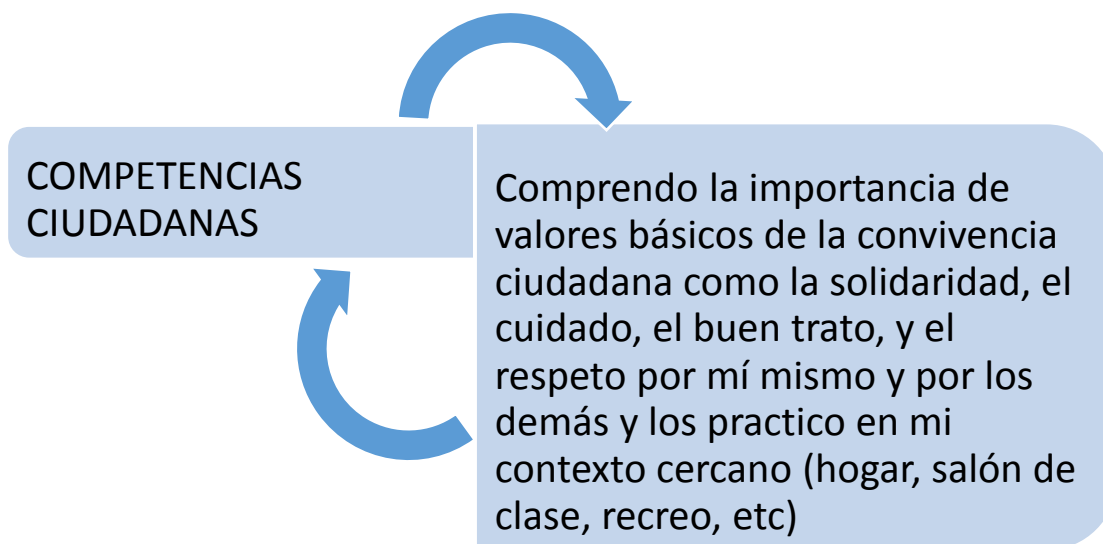 COMPETENCIAS
CIUDADANAS
Comprendo la importancia de
valores básicos de la convivencia
ciudadana como la solidaridad, el
cuidado, el buen trato, y el
respeto por mí mismo y por los
demás y los practico en mi
contexto cercano (hogar, salón de
clase, recreo, etc)